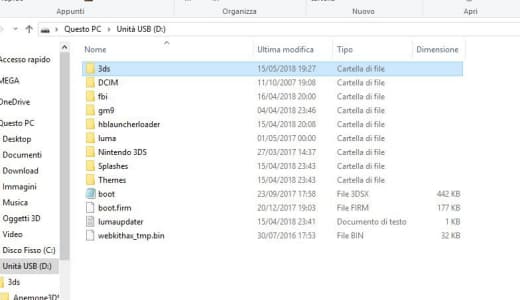 Appunti Organizza Nuovo Apri
Questo PC > Unità USB (D:)
Nome Ultima modifica Tipo Dimensione
Accesso rapido
MEGA
OneDrive
Questo PC
Desktop
Documenti
Download
Immagini
Musica
Oggetti 3D
Video
Disco Fisso (C:)
Unità USB (D:)
3ds
Anemone3DS
3ds 15/05/2018 19:27 Cartella di file
DCIM 11/10/2007 19:08 Cartella di file
fbi 16/04/2018 20:00 Cartella di file
gm9 04/04/2018 23:46 Cartella di file
hblauncherloader 15/04/2018 20:08 Cartella di file
luma 01/05/2017 00:00 Cartella di file
Nintendo 3DS 27/03/2017 14:37 Cartella di file
Splashes 15/04/2018 23:43 Cartella di file
Themes 15/04/2018 23:43 Cartella di file
boot 23/09/2017 17:58 File 3DSX 442 KB
boot.firm 20/12/2017 19:03 File FIRM 177 KB
lumaupdater 15/04/2018 23:41 Documento di testo 1 KB
webkithax_tmp.bin 30/07/2016 17:53 File BIN 32 KB